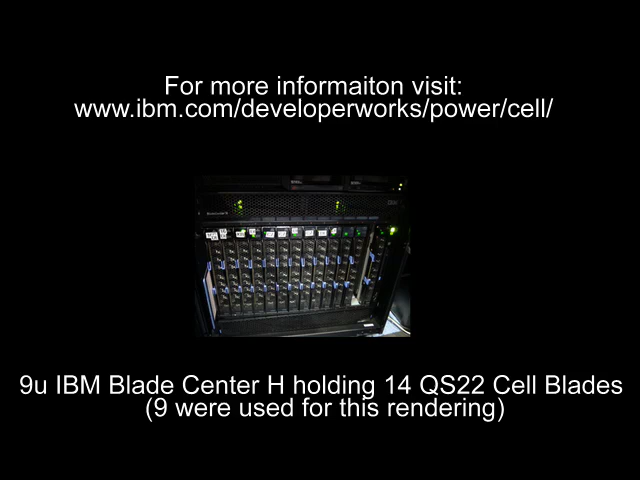 For more informaiton visit:
www.ibm.com/developerworks/power/cell/
9u IBM Blade Center H holding 14 QS22 Cell Blades
(9 were used for this rendering)